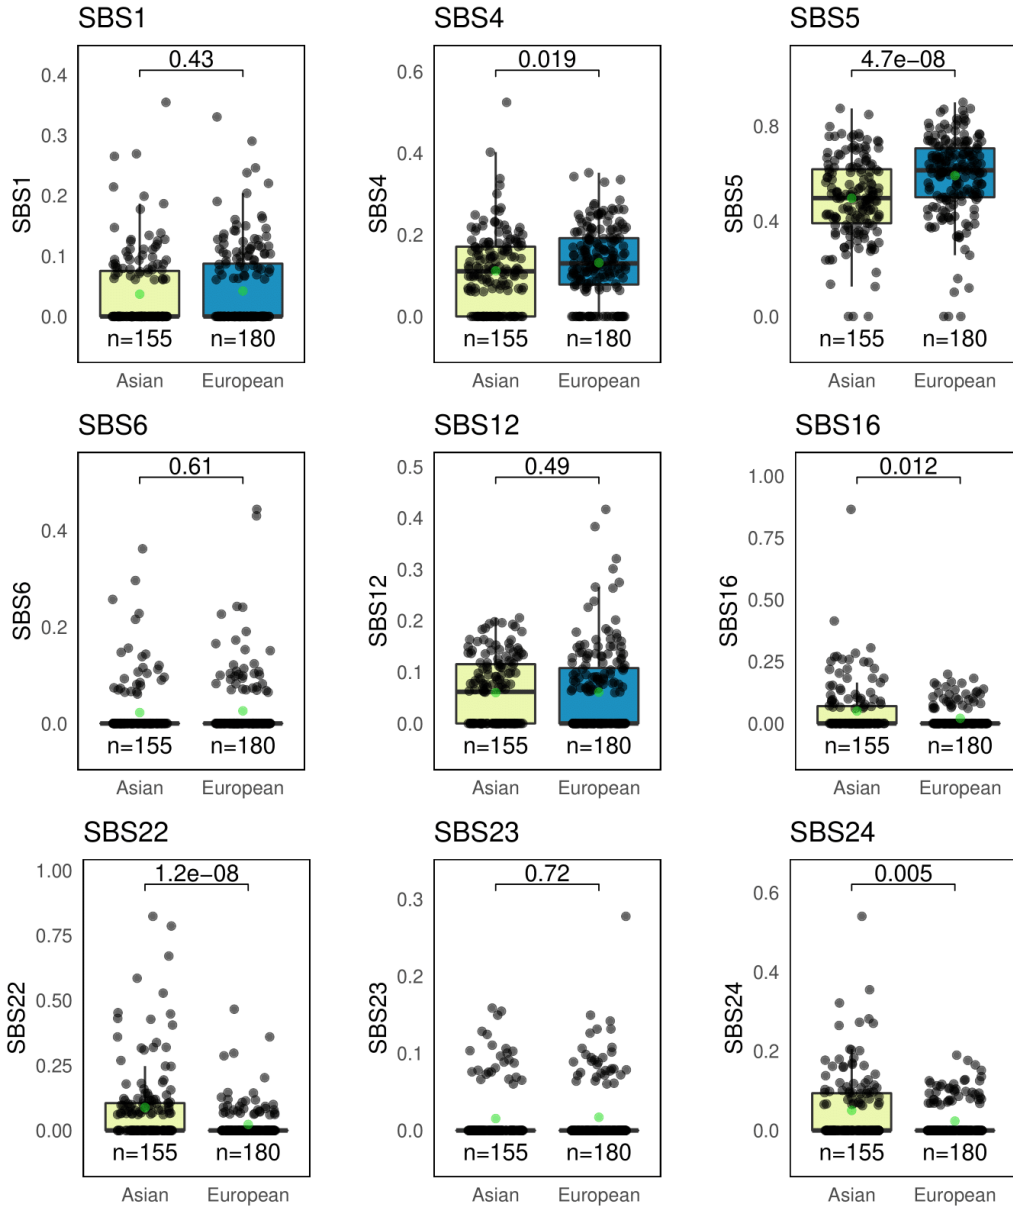 SBS1 SBS4 SBS5
0.43 0.019 4.7e−08
0.4
0.3
0.2
0.1
0.0
SBS1
n=155 n=180
Asian European
0.6
0.4
0.2
0.0
SBS4
n=155 n=180
Asian European
0.8
0.4
0.0
SBS5
n=155 n=180
Asian European
SBS6 SBS12 SBS16
0.61 0.49 0.012
0.4
0.2
0.0
SBS6
n=155 n=180
Asian European
0.5
0.4
0.3
0.2
0.1
0.0
SBS12
n=155 n=180
Asian European
1.00
0.75
0.50
0.25
0.00
SBS16
n=155 n=180
Asian European
SBS22 SBS23 SBS24
1.2e−08 0.72 0.005
1.00
0.75
0.50
0.25
0.00
SBS22
n=155 n=180
Asian European
0.3
0.2
0.1
0.0
SBS23
n=155 n=180
Asian European
0.6
0.4
0.2
0.0
SBS24
n=155 n=180
Asian European